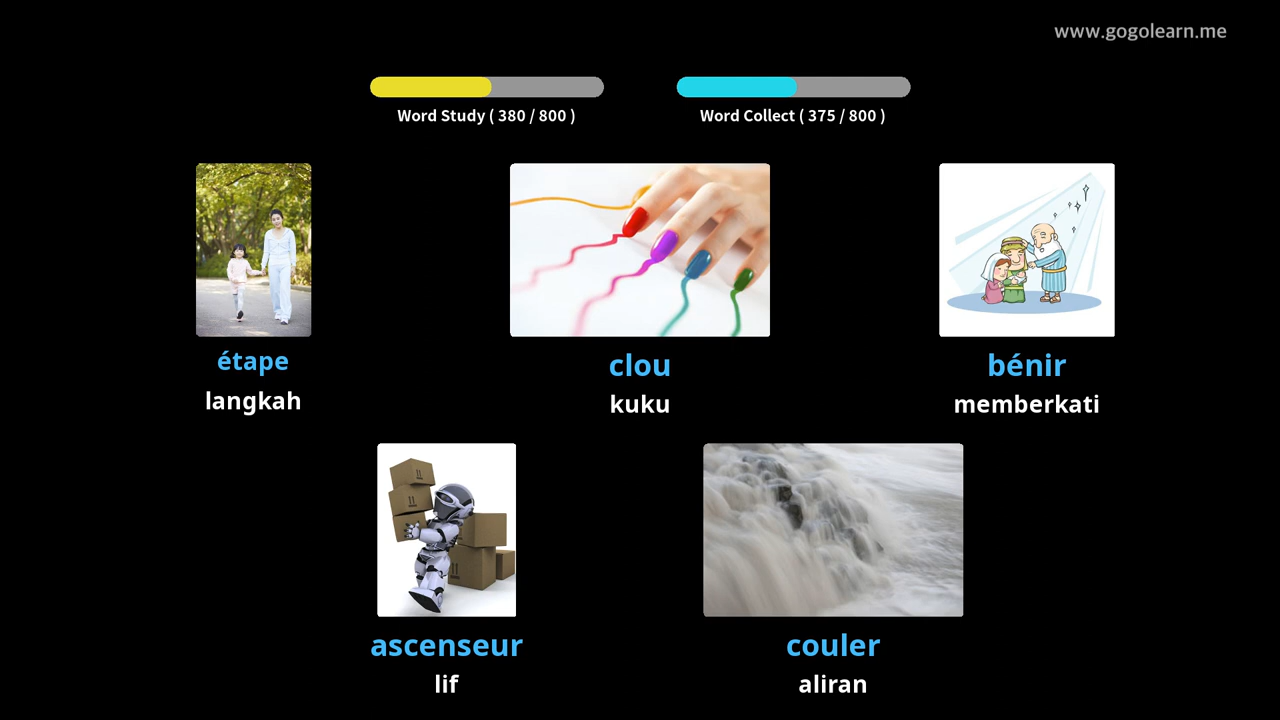 www.gogolearn.me
Word Study ( 380 / 800 )
Word Collect ( 375 / 800 )
étape
langkah
clou
kuku
bénir
memberkati
ascenseur
lif
couler
aliran